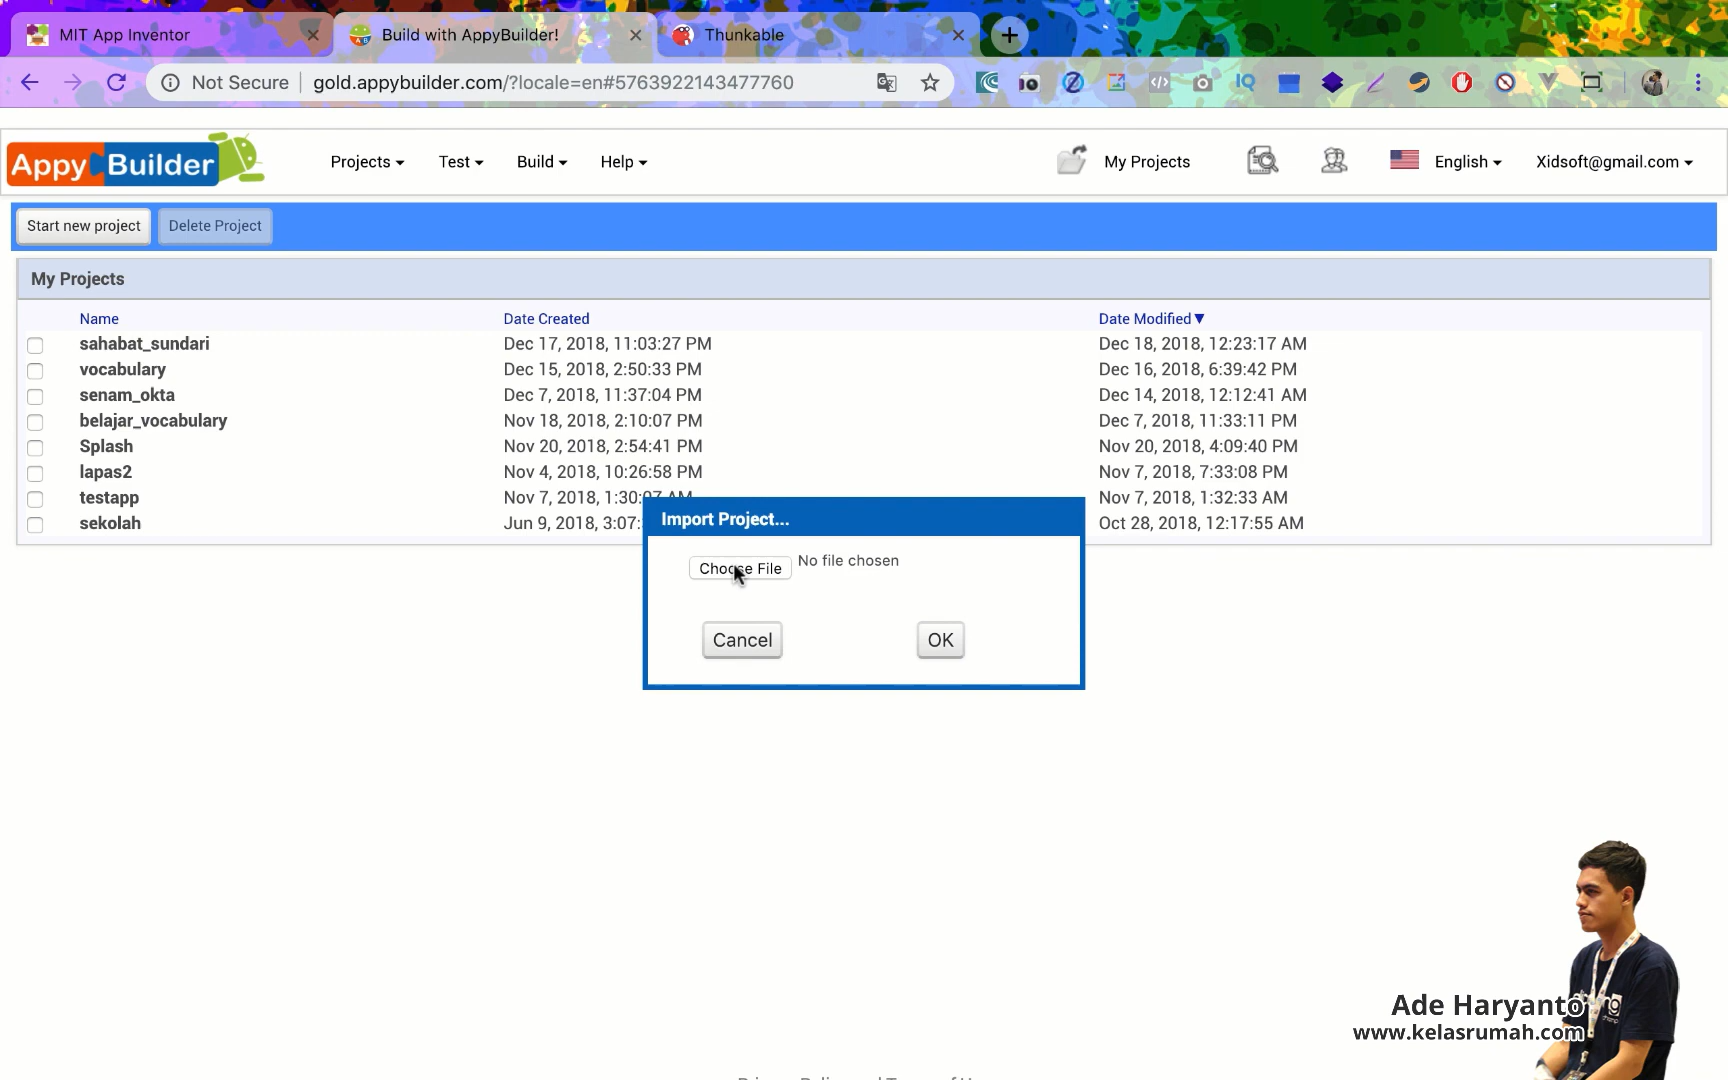 MIT App Inventor
Build with AppyBuilder!
Thunkable
Not Secure
gold.appybuilder.com/?locale=en#5763922143477760
Appy Builder
Projects
Test
Build
Help
My Projects
English
Xidsoft@gmail.com
Start new project
Delete Project
My Projects
Name Date Created Date Modified▼
sahabat_sundari Dec 17, 2018, 11:03:27 PM Dec 18, 2018, 12:23:17 AM
vocabulary Dec 15, 2018, 2:50:33 PM Dec 16, 2018, 6:39:42 PM
senam_okta Dec 7, 2018, 11:37:04 PM Dec 14, 2018, 12:12:41 AM
belajar_vocabulary Nov 18, 2018, 2:10:07 PM Dec 7, 2018, 11:33:11 PM
Splash Nov 20, 2018, 2:54:41 PM Nov 20, 2018, 4:09:40 PM
lapas2 Nov 4, 2018, 10:26:58 PM Nov 7, 2018, 7:33:08 PM
testapp Nov 7, 2018, 1:30:07 AM Nov 7, 2018, 1:32:33 AM
sekolah Jun 9, 2018, 3:07: Oct 28, 2018, 12:17:55 AM
Import Project...
Choose File No file chosen
Cancel
OK
Ade Haryanto
www.kelasrumah.com